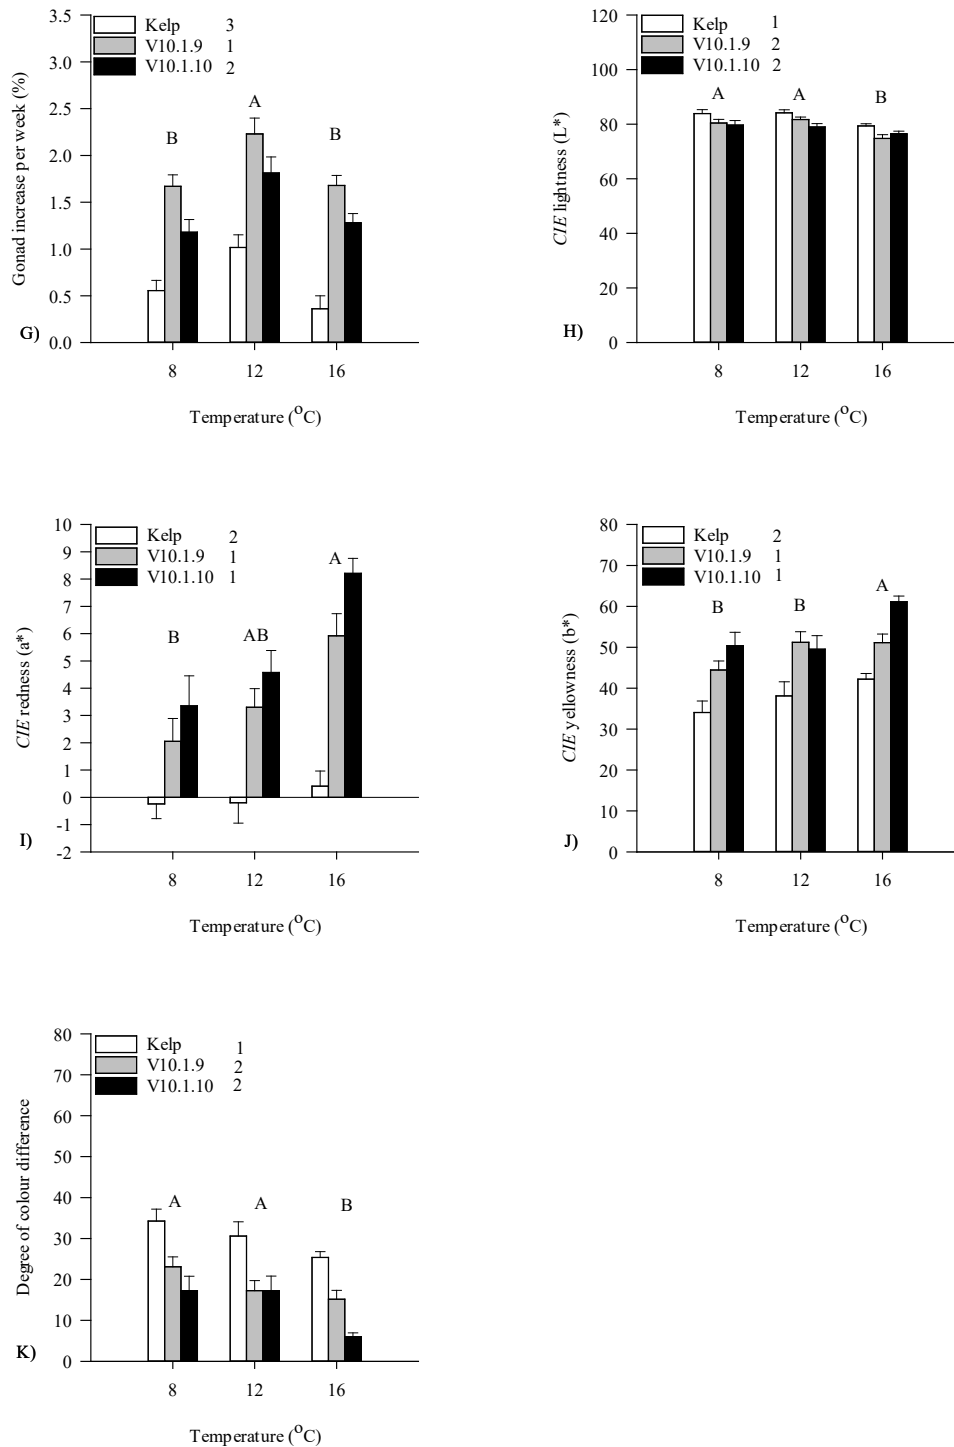 3.5
3.0
2.5
2.0
1.5
1.0
0.5
0.0
Gonad increase per week (%)
Kelp 3
V10.1.9 1
V10.1.10 2
B
A
B
G)
8 12 16
Temperature (°C)
120
100
80
60
40
20
0
CIE lightness (L*)
Kelp 1
V10.1.9 2
V10.1.10 2
A
A
B
H)
8 12 16
Temperature (°C)
10
9
8
7
6
5
4
3
2
1
0
-1
-2
CIE redness (a*)
Kelp 2
V10.1.9 1
V10.1.10 1
B
AB
A
I)
8 12 16
Temperature (°C)
80
70
60
50
40
30
20
10
0
CIE yellowness (b*)
Kelp 2
V10.1.9 1
V10.1.10 1
B
B
A
J)
8 12 16
Temperature (°C)
80
70
60
50
40
30
20
10
0
Degree of colour difference
Kelp 1
V10.1.9 2
V10.1.10 2
A
A
B
K)
8 12 16
Temperature (°C)